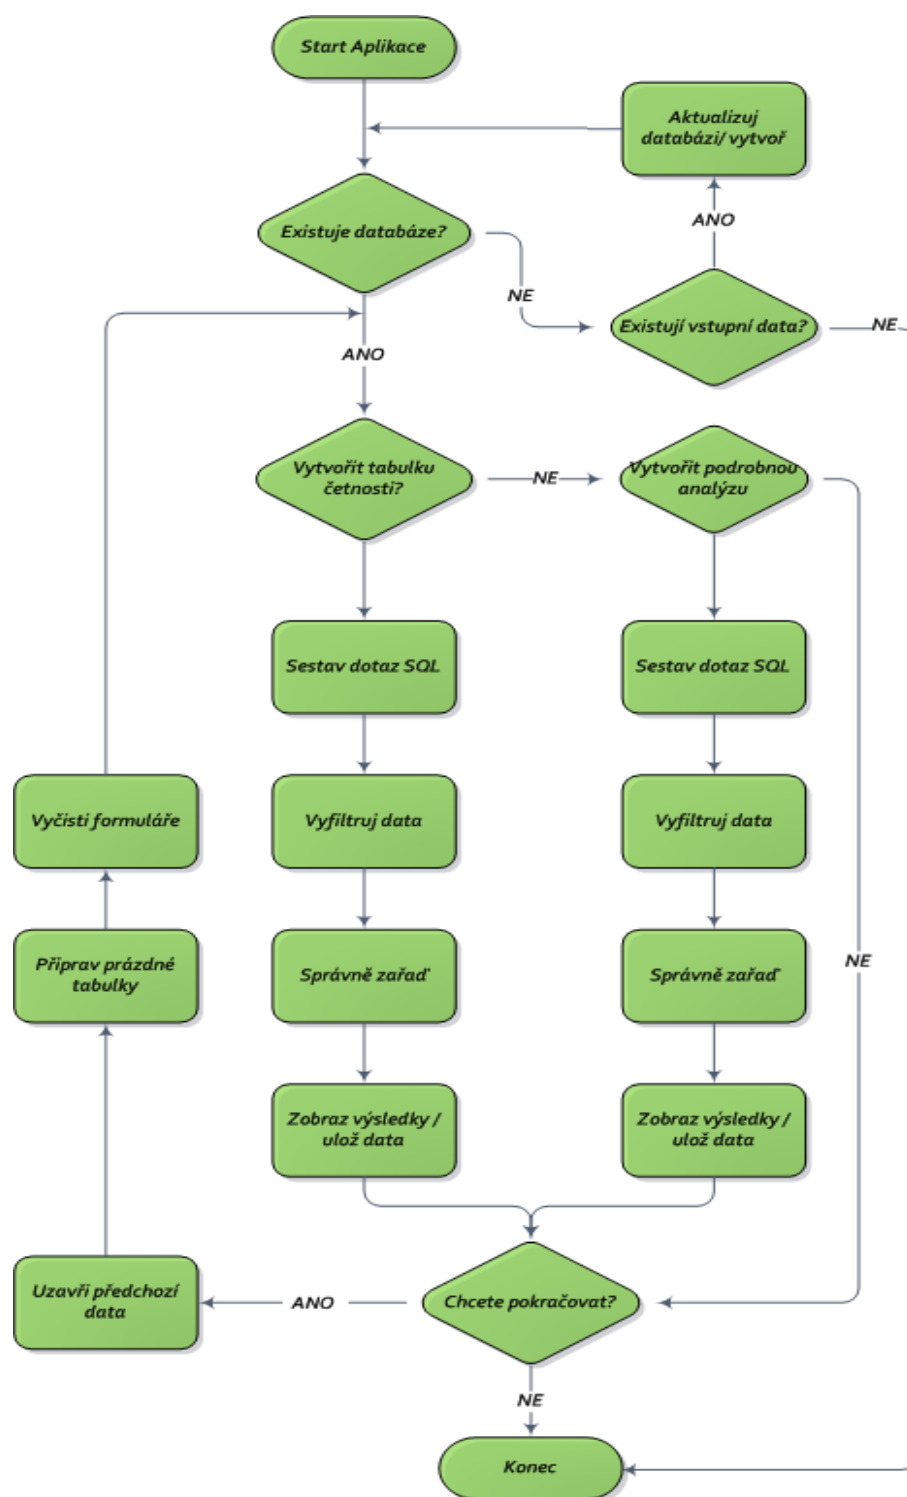 Start Aplikace
Aktualizuj
databázi/ vytvoř
ANO
Existuje databáze?
NE
Existují vstupní data?
NE
ANO
Vytvořit tabulku
četnosti?
NE
Vytvořit podrobnou
analýzu
Sestav dotaz SQL
Sestav dotaz SQL
Vyčisti formuláře
Vyfiltruj data
Vyfiltruj data
Připrav prázdné
tabulky
Správně zařaď
Správně zařaď
NE
Zobraz výsledky /
ulož data
Zobraz výsledky /
ulož data
Uzavři předchozí
data
ANO
Chcete pokračovat?
NE
Konec